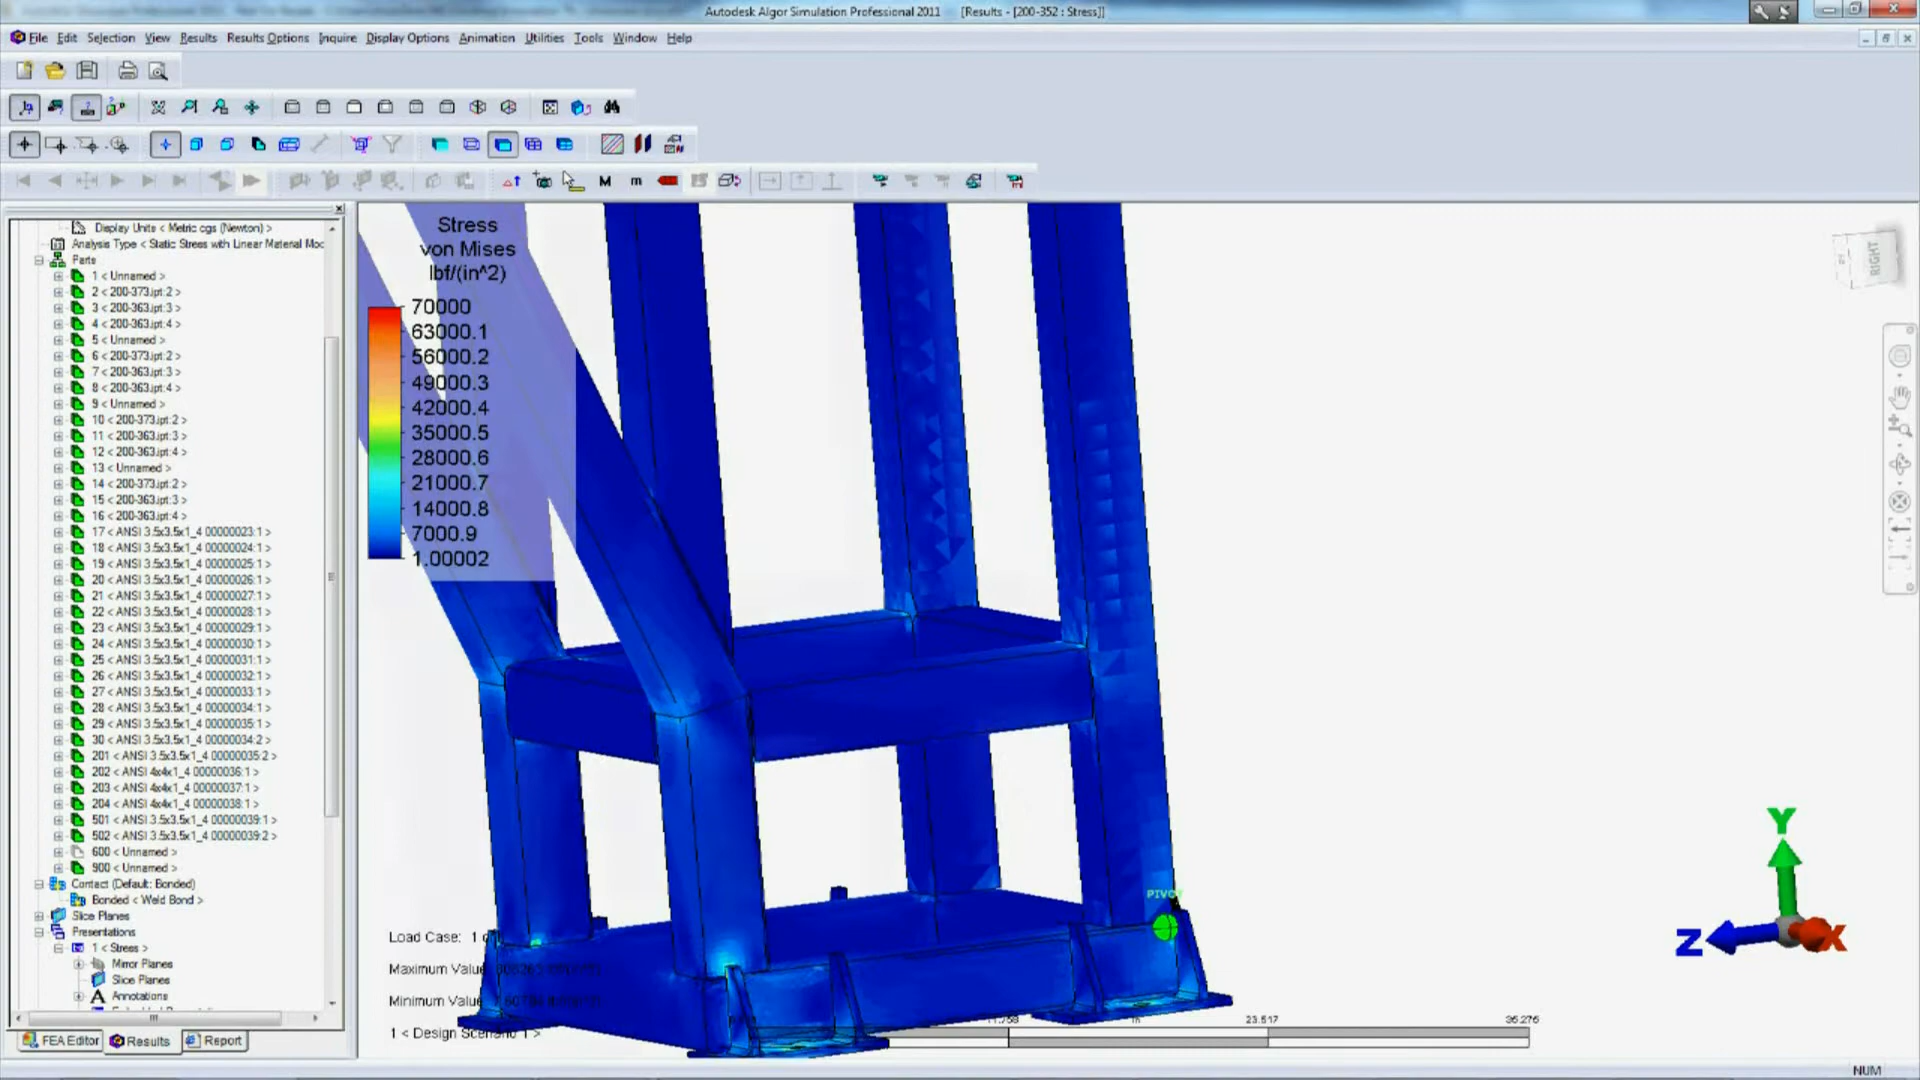 Autodesk Algor Simulation Professional 2011 [Results - [200-352 : Stress]]
File Edit Selection View Results Results Options Inquire Display Options Animation Utilities Tools Window Help
M m
Display Units < Metric cgs (Newton) >
Analysis Type < Static Stress with Linear Material Moc
Parts
1 < Unnamed >
2 < 200-373.ipt:2 >
3 < 200-363.ipt:3 >
4 < 200-363.ipt:4 >
5 < Unnamed >
6 < 200-373.ipt:2 >
7 < 200-363.ipt:3 >
8 < 200-363.ipt:4 >
9 < Unnamed >
10 < 200-373.ipt:2 >
11 < 200-363.ipt:3 >
12 < 200-363.ipt:4 >
13 < Unnamed >
14 < 200-373.ipt:2 >
15 < 200-363.ipt:3 >
16 < 200-363.ipt:4 >
17 < ANSI 3.5x3.5x1_4 00000023:1 >
18 < ANSI 3.5x3.5x1_4 00000024:1 >
19 < ANSI 3.5x3.5x1_4 00000025:1 >
20 < ANSI 3.5x3.5x1_4 00000026:1 >
21 < ANSI 3.5x3.5x1_4 00000027:1 >
22 < ANSI 3.5x3.5x1_4 00000028:1 >
23 < ANSI 3.5x3.5x1_4 00000029:1 >
24 < ANSI 3.5x3.5x1_4 00000030:1 >
25 < ANSI 3.5x3.5x1_4 00000031:1 >
26 < ANSI 3.5x3.5x1_4 00000032:1 >
27 < ANSI 3.5x3.5x1_4 00000033:1 >
28 < ANSI 3.5x3.5x1_4 00000034:1 >
29 < ANSI 3.5x3.5x1_4 00000035:1 >
30 < ANSI 3.5x3.5x1_4 00000034:2 >
201 < ANSI 3.5x3.5x1_4 00000035:2 >
202 < ANSI 4x4x1_4 00000036:1 >
203 < ANSI 4x4x1_4 00000037:1 >
204 < ANSI 4x4x1_4 00000038:1 >
501 < ANSI 3.5x3.5x1_4 00000039:1 >
502 < ANSI 3.5x3.5x1_4 00000039:2 >
600 < Unnamed >
900 < Unnamed >
Contact (Default: Bonded)
Bonded < Weld Bond >
Slice Planes
Presentations
1 < Stress >
Mirror Planes
Slice Planes
Annotations
FEA Editor Results Report
Stress
von Mises
lbf/(in^2)
70000
63000.1
56000.2
49000.3
42000.4
35000.5
28000.6
21000.7
14000.8
7000.9
1.00002
RIGHT
PIVOT
Load Case: 1 o
Maximum Value
Minimum Value
1 < Design Scenario 1 >
11.758 in 23.517 35.275
Y
Z
X
NUM